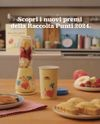 Scopri i nuovi premi
della Raccolta Punti 2024.